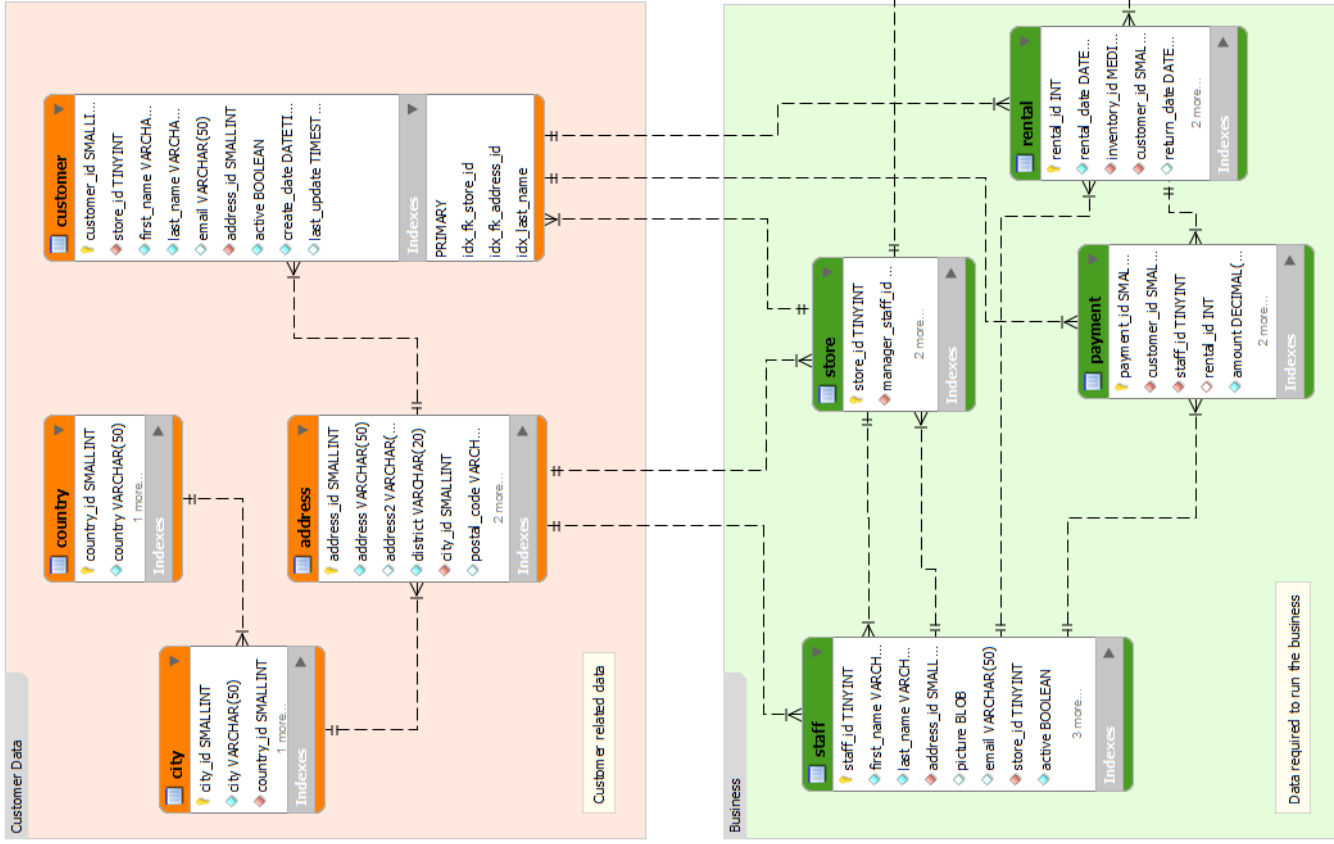 Customer Data
customer
customer_id SMALLI...
store_id TINYINT
first_name VARCHA...
last_name VARCHA...
email VARCHAR(50)
address_id SMALLINT
active BOOLEAN
create_date DATETI...
last_update TIMEST...
Indexes
PRIMARY
idx_fk_store_id
idx_fk_address_id
idx_last_name
country
country_id SMALLINT
country VARCHAR(50)
1 more...
Indexes
address
address_id SMALLINT
address VARCHAR(50)
address2 VARCHAR(...
district VARCHAR(20)
city_id SMALLINT
postal_code VARCH...
2 more...
Indexes
city
city_id SMALLINT
city VARCHAR(50)
country_id SMALLINT
1 more...
Indexes
Customer related data
Business
rental
rental_id INT
rental_date DATE...
inventory_id MEDI...
customer_id SMAL...
return_date DATE...
2 more...
Indexes
store
store_id TINYINT
manager_staff_id ...
2 more...
Indexes
payment
payment_id SMAL...
customer_id SMAL...
staff_id TINYINT
rental_id INT
amount DECIMAL(...
2 more...
Indexes
staff
staff_id TINYINT
first_name VARCH...
last_name VARCH...
address_id SMALL...
picture BLOB
email VARCHAR(50)
store_id TINYINT
active BOOLEAN
3 more...
Indexes
Data required to run the business